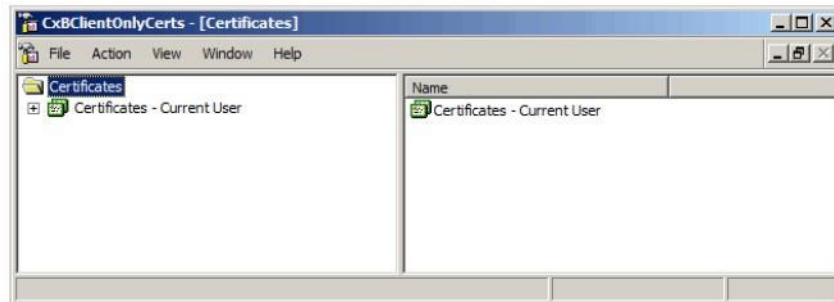 CxBClientOnlyCerts - [Certificates]
File Action View Window Help
Certificates
Certificates - Current User
Name
Certificates - Current User